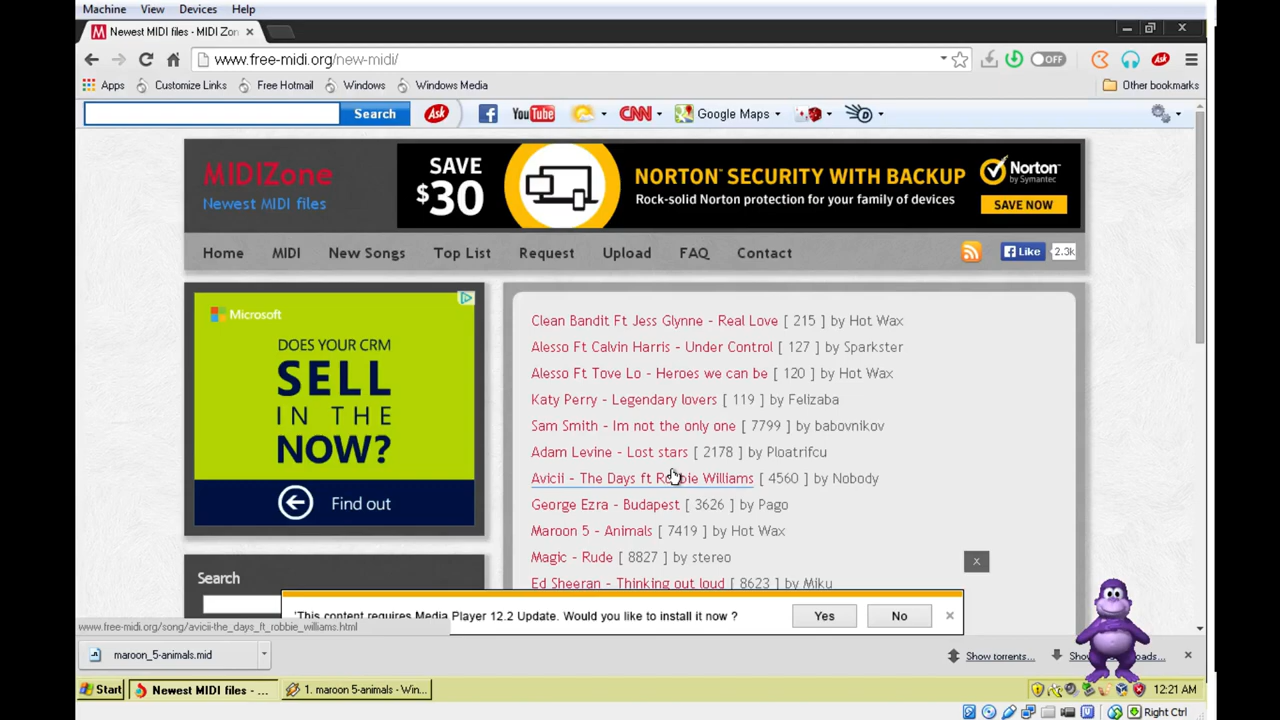 Machine View Devices Help
Newest MIDI files - MIDI Zon
www.free-midi.org/new-midi/
OFF
Ask
Apps Customize Links Free Hotmail Windows Windows Media Other bookmarks
Search Ask YouTube CNN Google Maps
MIDIZone
Newest MIDI files
SAVE
$30
NORTON™ SECURITY WITH BACKUP
Rock-solid Norton protection for your family of devices
Norton™
by Symantec
SAVE NOW
Home MIDI New Songs Top List Request Upload FAQ Contact
Like 2.3k
Microsoft
DOES YOUR CRM
SELL
IN THE
NOW?
Find out
Search
Clean Bandit Ft Jess Glynne - Real Love [ 215 ] by Hot Wax
Alesso Ft Calvin Harris - Under Control [ 127 ] by Sparkster
Alesso Ft Tove Lo - Heroes we can be [ 120 ] by Hot Wax
Katy Perry - Legendary lovers [ 119 ] by Felizaba
Sam Smith - Im not the only one [ 7799 ] by babovnikov
Adam Levine - Lost stars [ 2178 ] by Ploatrifcu
Avicii - The Days ft Robbie Williams [ 4560 ] by Nobody
George Ezra - Budapest [ 3626 ] by Pago
Maroon 5 - Animals [ 7419 ] by Hot Wax
Magic - Rude [ 8827 ] by stereo
Ed Sheeran - Thinking out loud [ 8623 ] by Miku
X
'This content requires Media Player 12.2 Update. Would you like to install it now ? Yes No
www.free-midi.org/song/avicii-the_days_ft_robbie_williams.html
maroon_5-animals.mid
Show torrents...
Start Newest MIDI files - ... 1. maroon 5-animals - Win... 12:21 AM
Right Ctrl